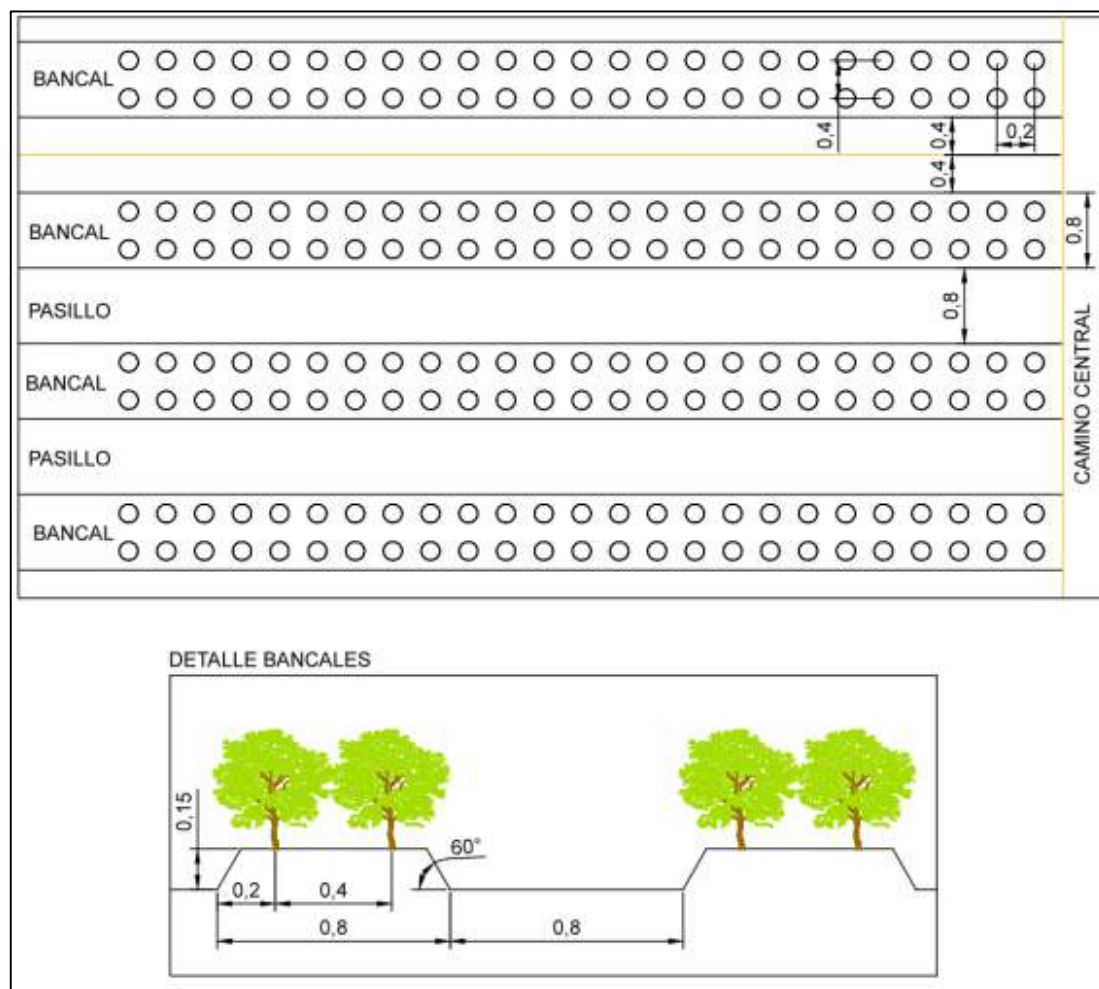 BANCAL
0,4
0,4
0,2
0,4
BANCAL
0,8
PASILLO
0,8
BANCAL
CAMINO CENTRAL
PASILLO
BANCAL
DETALLE BANCALES
0,15
60°
0,2
0,4
0,8
0,8